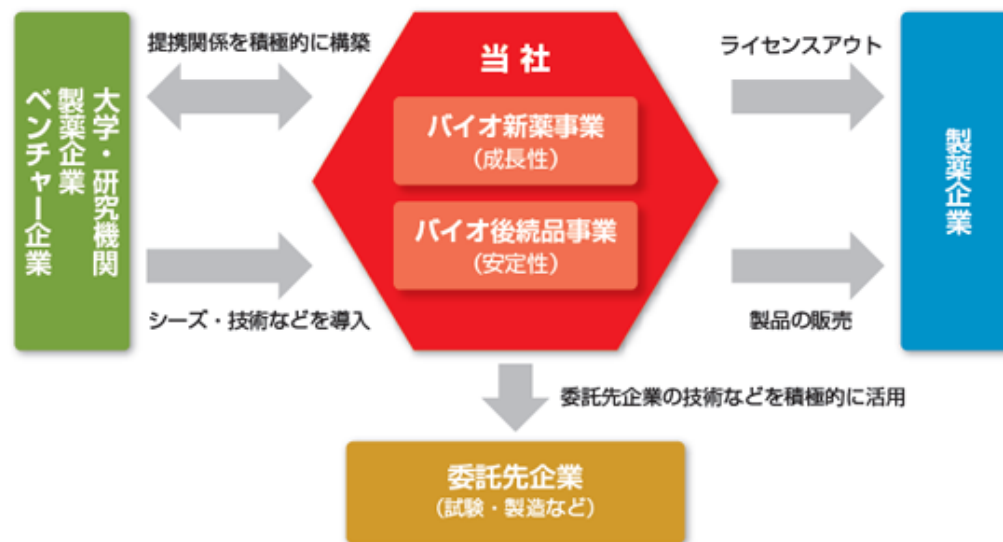 提携関係を積極的に構築
大学・研究機関
製薬企業
ベンチャー企業
シーズ・技術などを導入
当社
バイオ新薬事業
(成長性)
バイオ後続品事業
(安定性)
ライセンスアウト
製品の販売
製薬企業
委託先企業の技術などを積極的に活用
委託先企業
(試験・製造など)